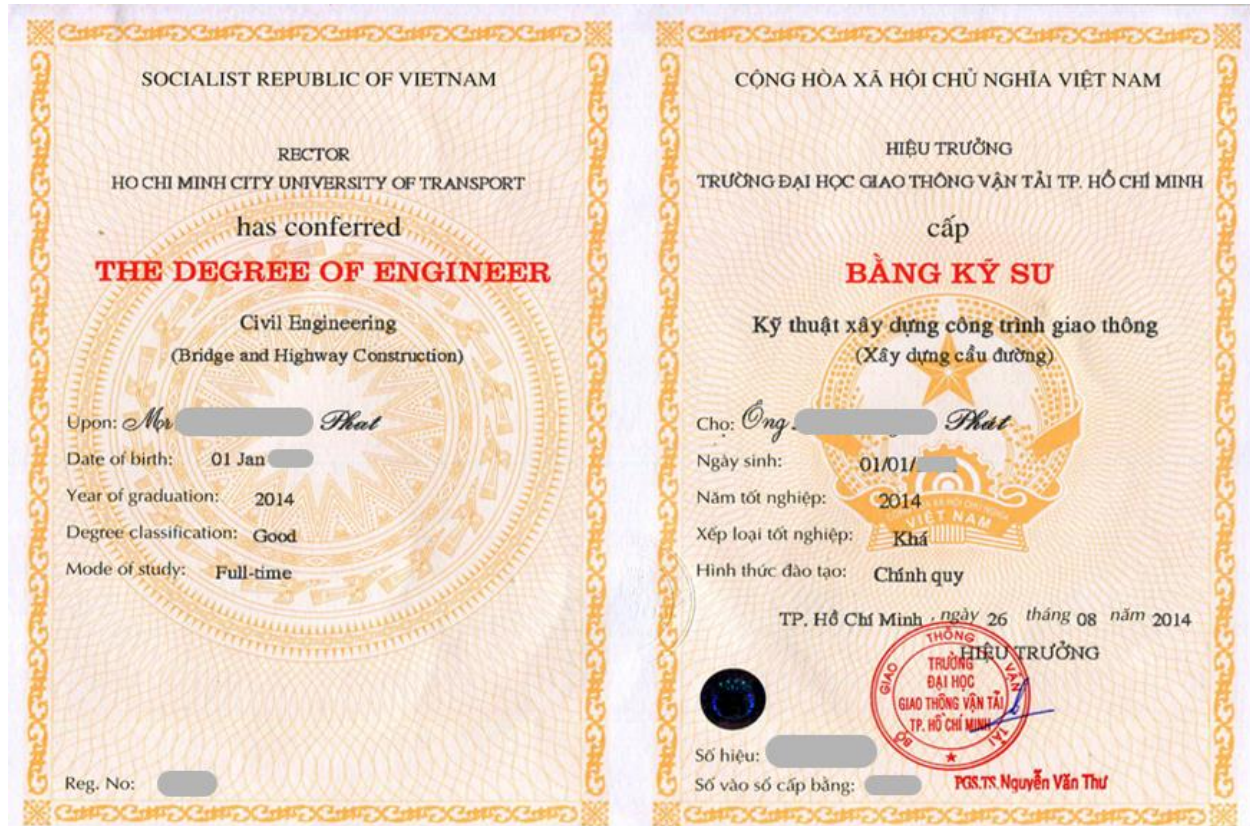 SOCIALIST REPUBLIC OF VIETNAM
RECTOR
HO CHI MINH CITY UNIVERSITY OF TRANSPORT
has conferred
THE DEGREE OF ENGINEER
Civil Engineering
(Bridge and Highway Construction)
Upon: Mr Phat
Date of birth: 01 Jan
Year of graduation: 2014
Degree classification: Good
Mode of study: Full-time
Reg. No:
CỘNG HÒA XÃ HỘI CHỦ NGHĨA VIỆT NAM
HIỆU TRƯỞNG
TRƯỜNG ĐẠI HỌC GIAO THÔNG VẬN TẢI TP. HỒ CHÍ MINH
cấp
BẰNG KỸ SƯ
Kỹ thuật xây dựng công trình giao thông
(Xây dựng cầu đường)
Cho: Ông Phát
Ngày sinh: 01/01/
Năm tốt nghiệp: 2014
VIỆT NAM
Xếp loại tốt nghiệp: Khá
Hình thức đào tạo: Chính quy
TP. Hồ Chí Minh, ngày 26 tháng 08 năm 2014
HIỆU TRƯỞNG
BỘ GIAO THÔNG VẬN TẢI
TRƯỜNG
ĐẠI HỌC
GIAO THÔNG VẬN TẢI
TP. HỒ CHÍ MINH
Số hiệu:
Số vào sổ cấp bằng:
PGS.TS. Nguyễn Văn Thư